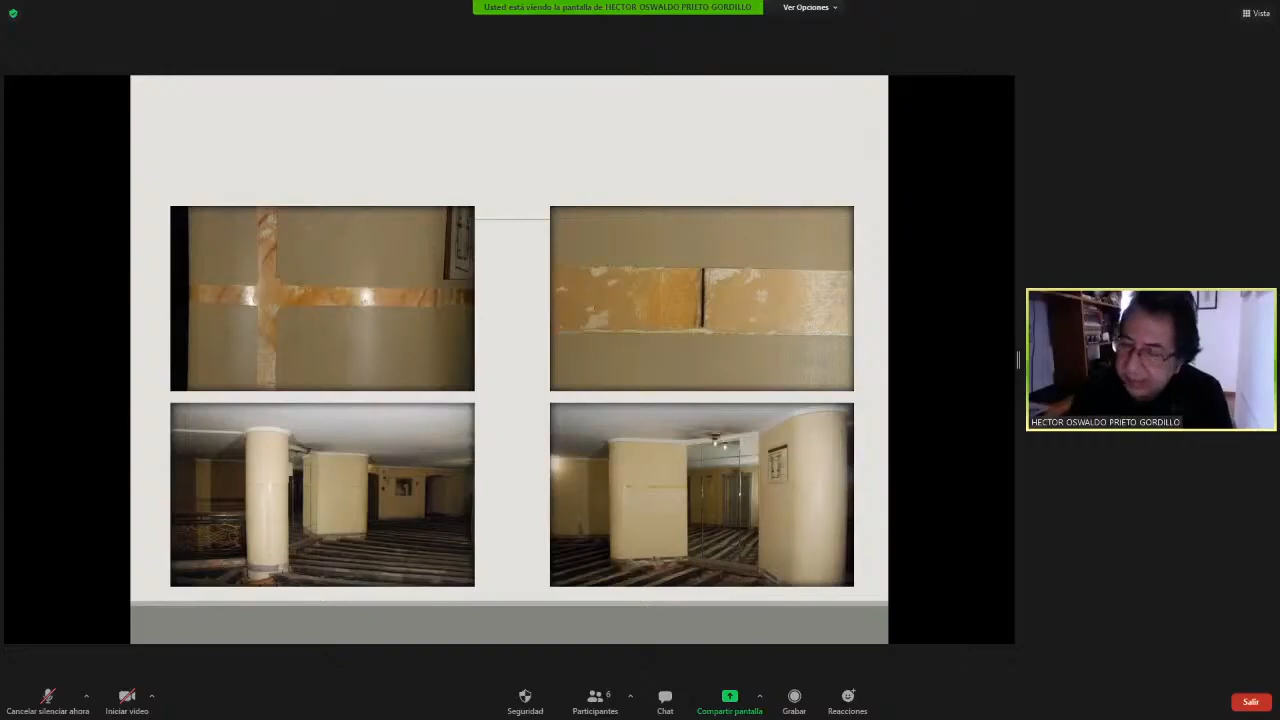 Usted está viendo la pantalla de HECTOR OSWALDO PRIETO GORDILLO
Ver Opciones
Vista
HECTOR OSWALDO PRIETO GORDILLO
Cancelar silenciar ahora
Iniciar video
Seguridad
6
Participantes
Chat
Compartir pantalla
Grabar
Reacciones
Salir